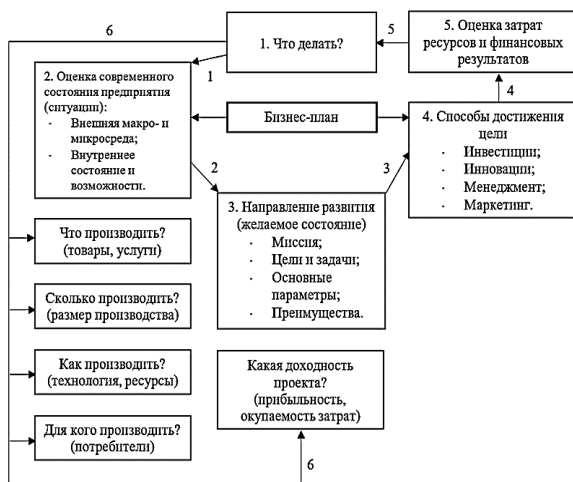 6
1. Что делать?
5
5. Оценка затрат
ресурсов и финансовых
результатов
1
2. Оценка современного
состояния предприятия
(ситуации):
· Внешняя макро- и
микросреда;
· Внутреннее
состояние и
возможности.
Бизнес-план
4
4. Способы достижения
цели
· Инвестиции;
· Инновации;
· Менеджмент;
· Маркетинг.
2
3
3. Направление развития
(желаемое состояние)
· Миссия;
· Цели и задачи;
· Основные
параметры;
· Преимущества.
Что производить?
(товары, услуги)
Сколько производить?
(размер производства)
Как производить?
(технология, ресурсы)
Для кого производить?
(потребители)
Какая доходность
проекта?
(прибыльность,
окупаемость затрат)
6